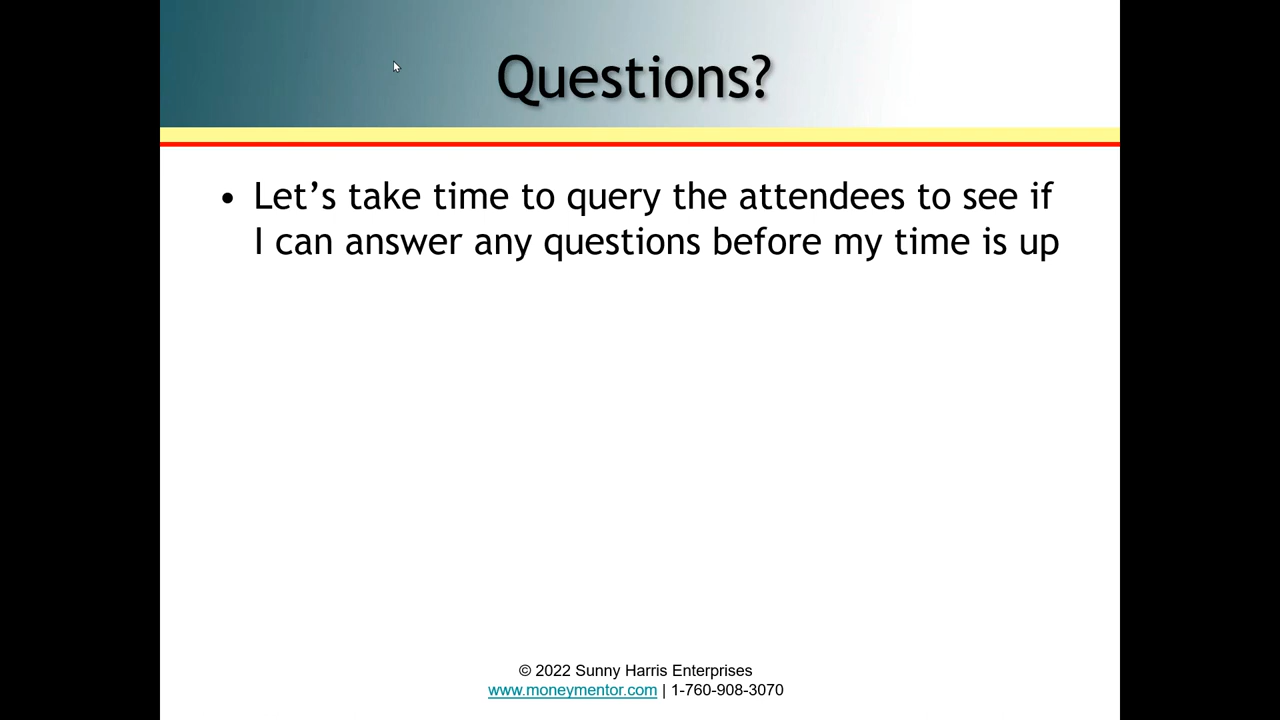 Questions?
• Let’s take time to query the attendees to see if
I can answer any questions before my time is up
© 2022 Sunny Harris Enterprises
www.moneymentor.com | 1-760-908-3070